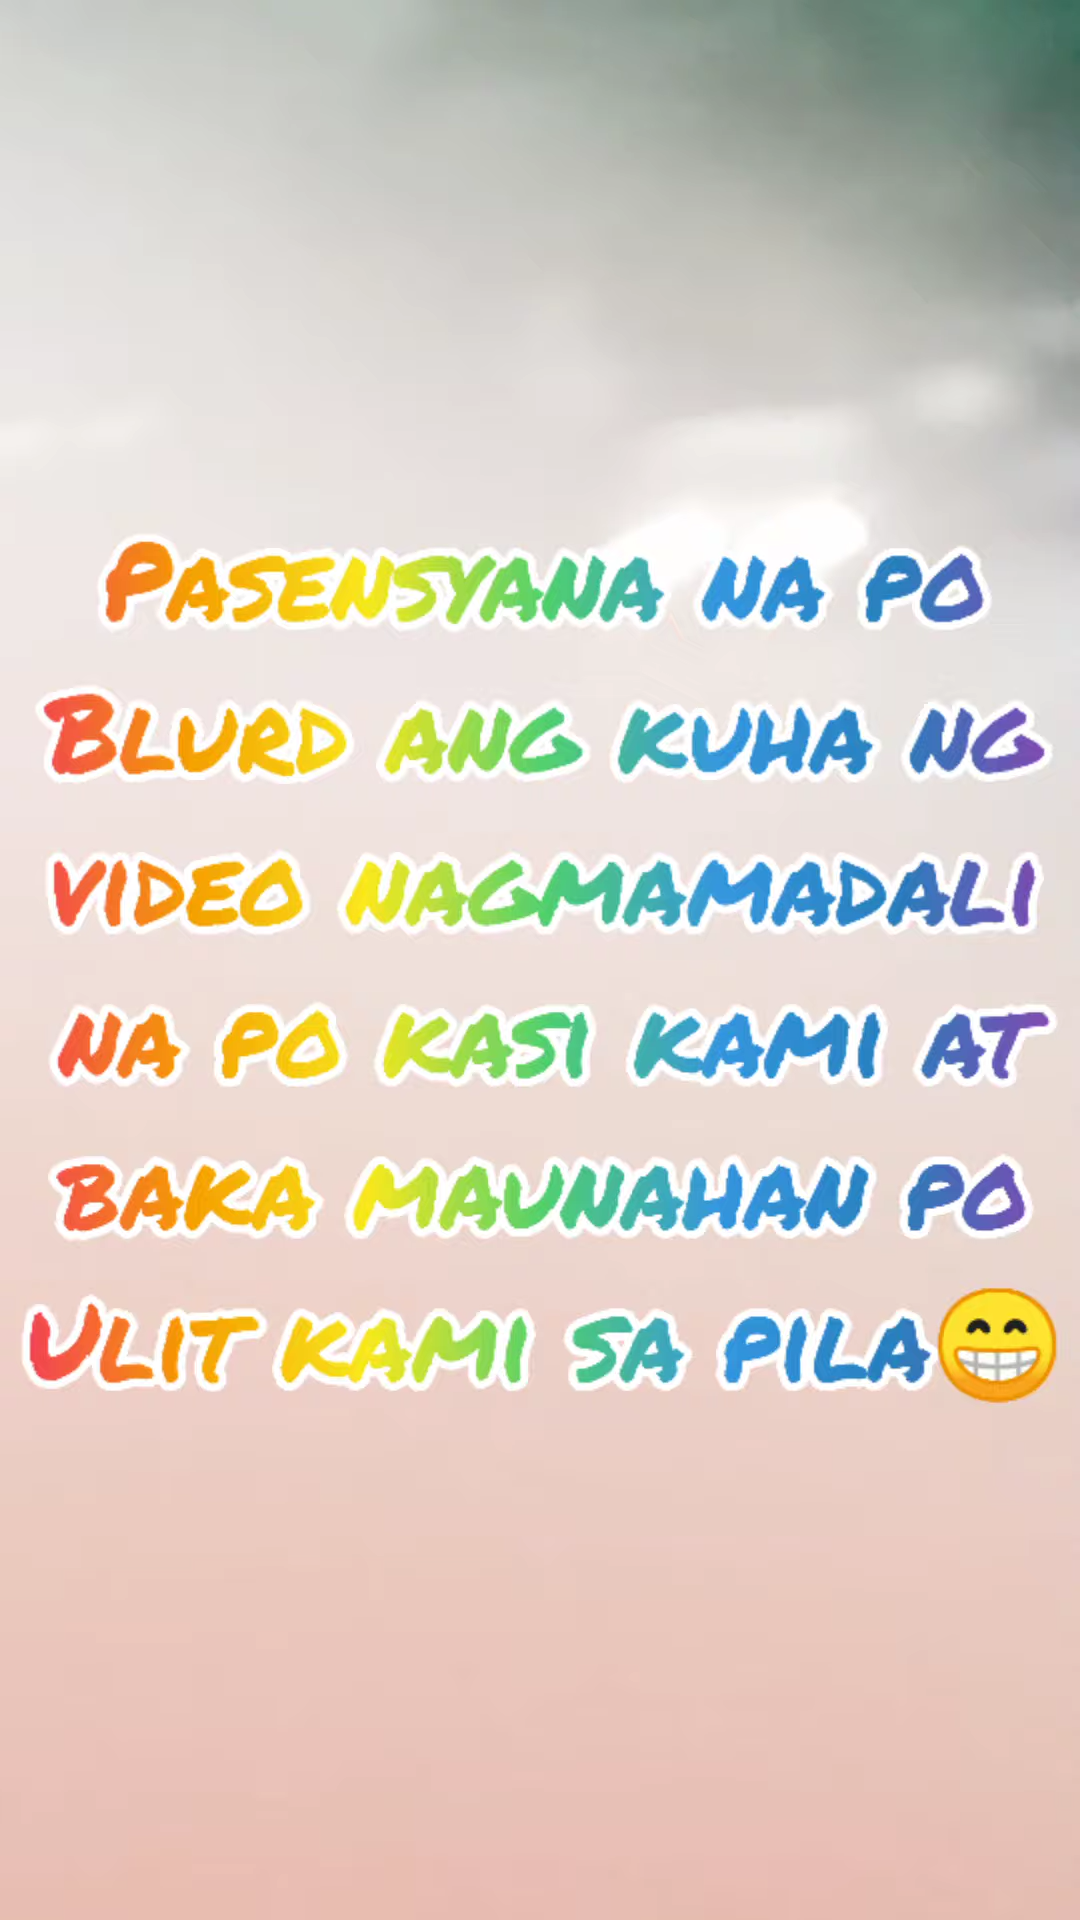 Pasensyana na po
Blurd ang kuha ng
video nagmamadali
na po kasi kami at
baka maunahan po
Ulit kami sa pila😁